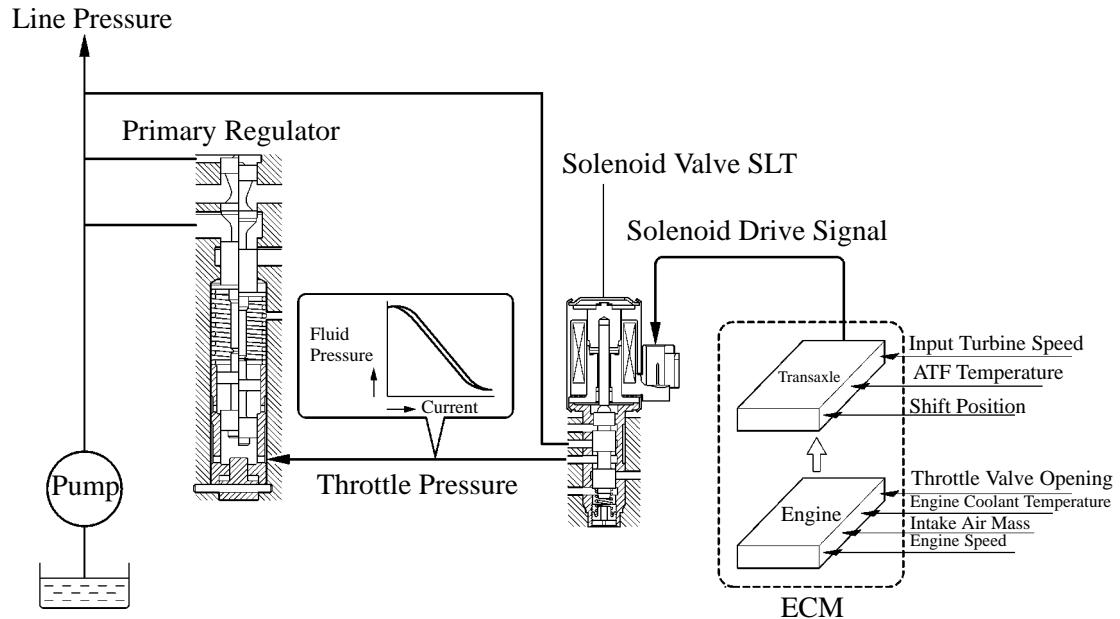 Line Pressure
Primary Regulator
Solenoid Valve SLT
Solenoid Drive Signal
Fluid
Pressure
Current
Transaxle
Input Turbine Speed
ATF Temperature
Shift Position
Throttle Pressure
Pump
Engine
Throttle Valve Opening
Engine Coolant Temperature
Intake Air Mass
Engine Speed
ECM